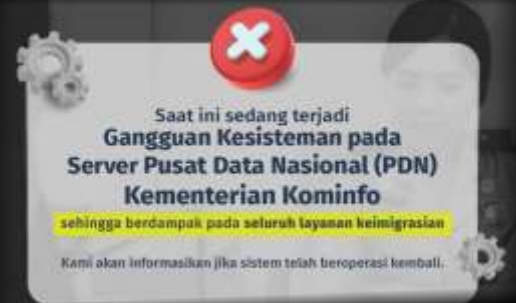 Saat ini sedang terjadi
Gangguan Kesisteman pada
Server Pusat Data Nasional (PDN)
Kementerian Kominfo
sehingga berdampak pada seluruh layanan keimigrasian
Kami akan informasikan jika sistem telah beroperasi kembali.